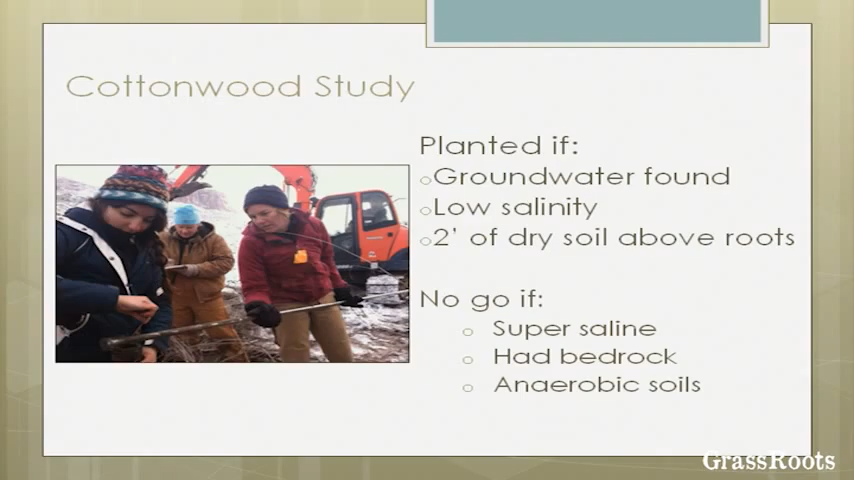 Cottonwood Study
Planted if:
○Groundwater found
○Low salinity
○2' of dry soil above roots
No go if:
○ Super saline
○ Had bedrock
○ Anaerobic soils
GrassRoots